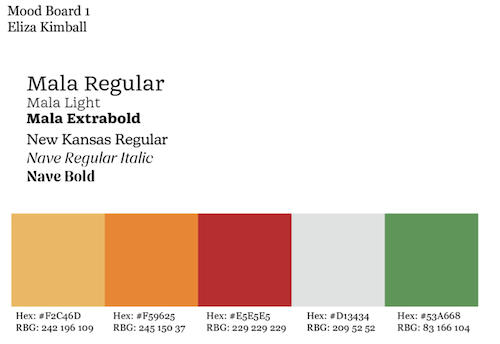 Mood Board 1
Eliza Kimball
Mala Regular
Mala Light
Mala Extrabold
New Kansas Regular
Nave Regular Italic
Nave Bold
Hex: #F2C46D
RBG: 242 196 109
Hex: #F59625
RBG: 245 150 37
Hex: #E5E5E5
RBG: 229 229 229
Hex: #D13434
RBG: 209 52 52
Hex: #53A668
RBG: 83 166 104